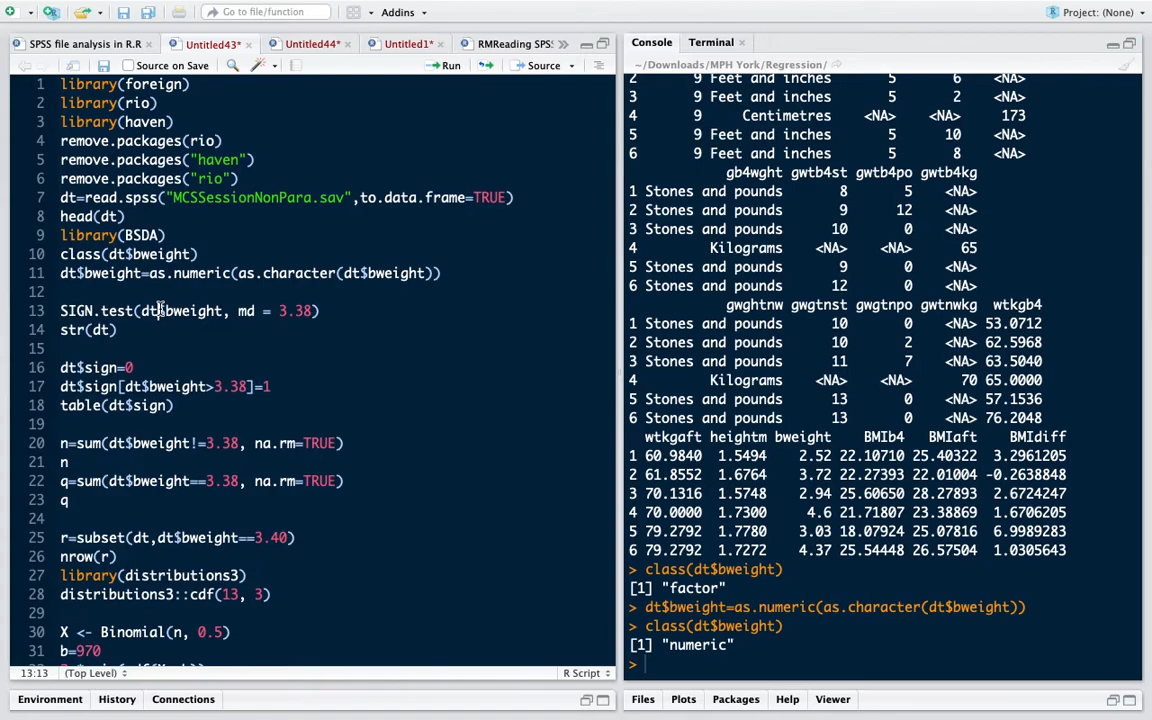 Go to file/function
Addins
Project: (None)
SPSS file analysis in R.R
Untitled43*
Untitled44*
Untitled1*
RMReading SPS
Source on Save
Run
Source
1 library(foreign)
2 library(rio)
3 library(haven)
4 remove.packages(rio)
5 remove.packages("haven")
6 remove.packages("rio")
7 dt=read.spss("MCSSessionNonPara.sav",to.data.frame=TRUE)
8 head(dt)
9 library(BSDA)
10 class(dt$bweight)
11 dt$bweight=as.numeric(as.character(dt$bweight))
12
13 SIGN.test(dt$bweight, md = 3.38)
14 str(dt)
15
16 dt$sign=0
17 dt$sign[dt$bweight>3.38]=1
18 table(dt$sign)
19
20 n=sum(dt$bweight!=3.38, na.rm=TRUE)
21 n
22 q=sum(dt$bweight==3.38, na.rm=TRUE)
23 q
24
25 r=subset(dt,dt$bweight==3.40)
26 nrow(r)
27 library(distributions3)
28 distributions3::cdf(13, 3)
29
30 X <- Binomial(n, 0.5)
31 b=970
13:13 (Top Level) R Script
Environment History Connections
Console Terminal
~/Downloads/MPH York/Regression/
2 9 Feet and inches 5 6 <NA>
3 9 Feet and inches 5 2 <NA>
4 9 Centimetres <NA> <NA> 173
5 9 Feet and inches 5 10 <NA>
6 9 Feet and inches 5 8 <NA>
gb4wght gwtb4st gwtb4po gwtb4kg
1 Stones and pounds 8 5 <NA>
2 Stones and pounds 9 12 <NA>
3 Stones and pounds 10 0 <NA>
4 Kilograms <NA> <NA> 65
5 Stones and pounds 9 0 <NA>
6 Stones and pounds 12 0 <NA>
gwghtnw gwgtnst gwgtnpo gwtnwkg wtkgb4
1 Stones and pounds 10 0 <NA> 53.0712
2 Stones and pounds 10 2 <NA> 62.5968
3 Stones and pounds 11 7 <NA> 63.5040
4 Kilograms <NA> <NA> 70 65.0000
5 Stones and pounds 13 0 <NA> 57.1536
6 Stones and pounds 13 0 <NA> 76.2048
wtkgaft heightm bweight BMIb4 BMIaft BMIdiff
1 60.9840 1.5494 2.52 22.10710 25.40322 3.2961205
2 61.8552 1.6764 3.72 22.27393 22.01004 -0.2638848
3 70.1316 1.5748 2.94 25.60650 28.27893 2.6724247
4 70.0000 1.7300 4.6 21.71807 23.38869 1.6706205
5 79.2792 1.7780 3.03 18.07924 25.07816 6.9989283
6 79.2792 1.7272 4.37 25.54448 26.57504 1.0305643
> class(dt$bweight)
[1] "factor"
> dt$bweight=as.numeric(as.character(dt$bweight))
> class(dt$bweight)
[1] "numeric"
>
Files Plots Packages Help Viewer